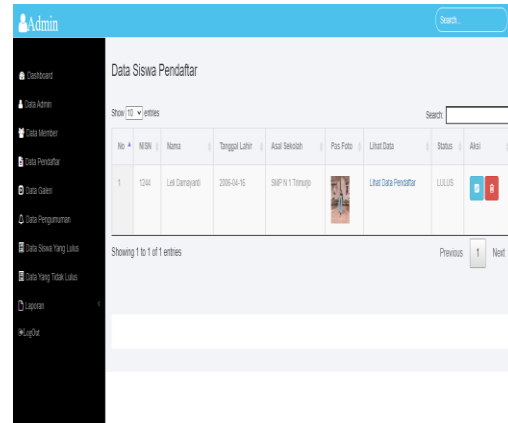 Admin
Search..
Dashboard
Data Admin
Data Member
Data Pendaftar
Data Galeri
Data Pengumuman
Data Siswa Yang Lulus
Data Yang Tidak Lulus
Laporan
LogOut
Data Siswa Pendaftar
Show 10 entries
Search:
No NISN Nama Tanggal Lahir Asal Sekolah Pas Foto Lihat Data Status Aksi
1 1244 Leli Damayanti 2006-04-16 SMP N 1 Trimurjo Lihat Data Pendaftar LULUS
Showing 1 to 1 of 1 entries
Previous 1 Next